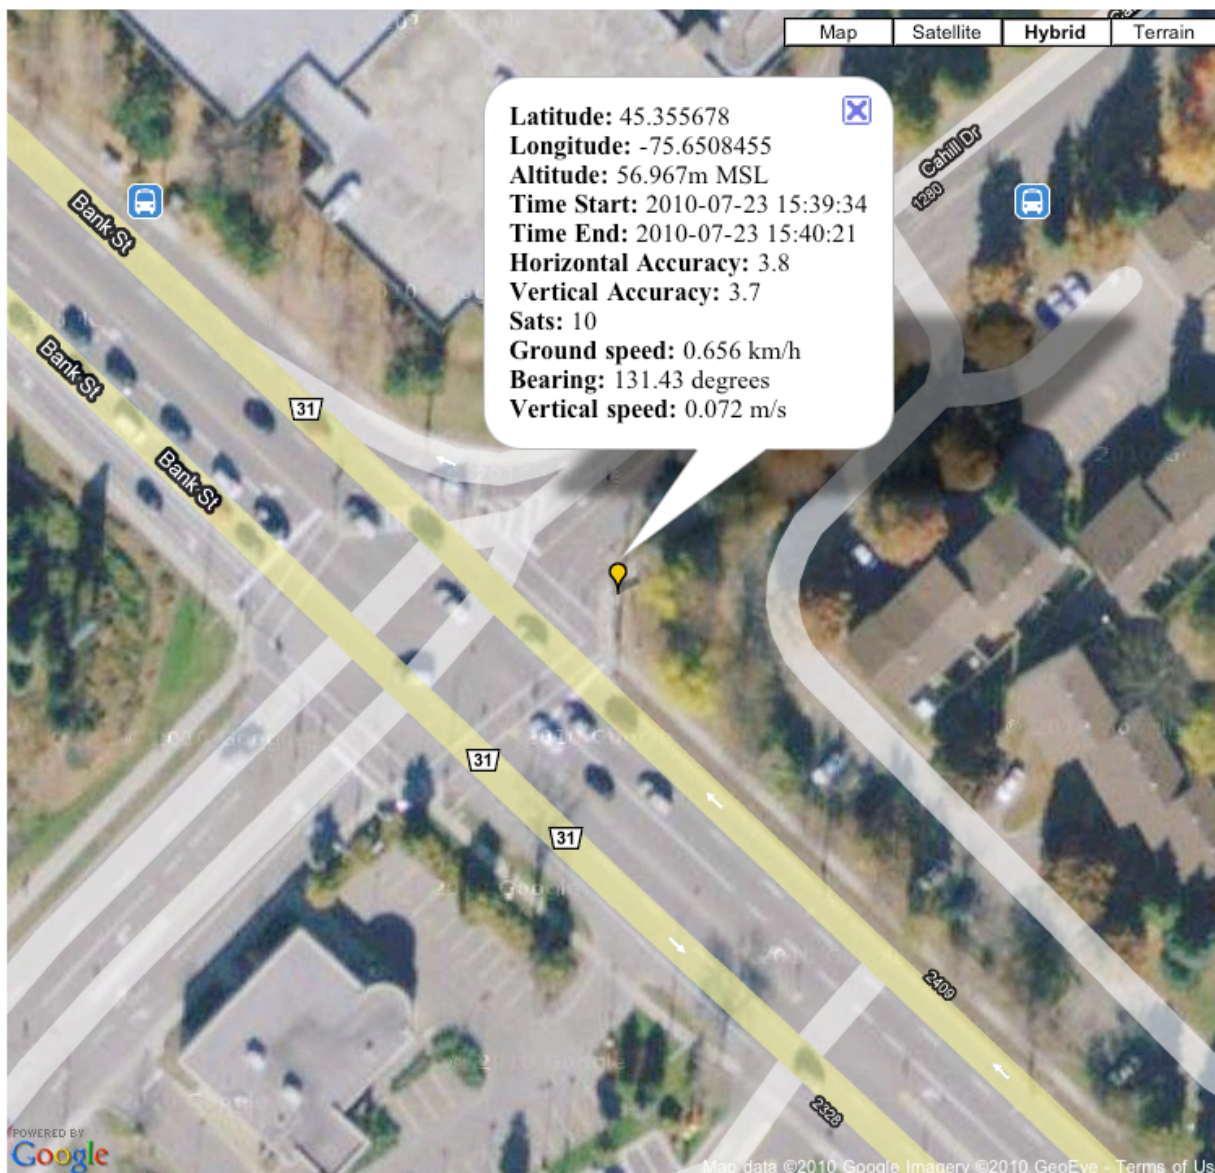 Map
Satellite
Hybrid
Terrain
Latitude: 45.355678
Longitude: -75.6508455
Altitude: 56.967m MSL
Time Start: 2010-07-23 15:39:34
Time End: 2010-07-23 15:40:21
Horizontal Accuracy: 3.8
Vertical Accuracy: 3.7
Sats: 10
Ground speed: 0.656 km/h
Bearing: 131.43 degrees
Vertical speed: 0.072 m/s
Cahill Dr
1280
Bank St
Bank St
Bank St
31
31
31
2409
2328
POWERED BY
Google
Map data ©2010 Google Imagery ©2010 GeoEye - Terms of Us